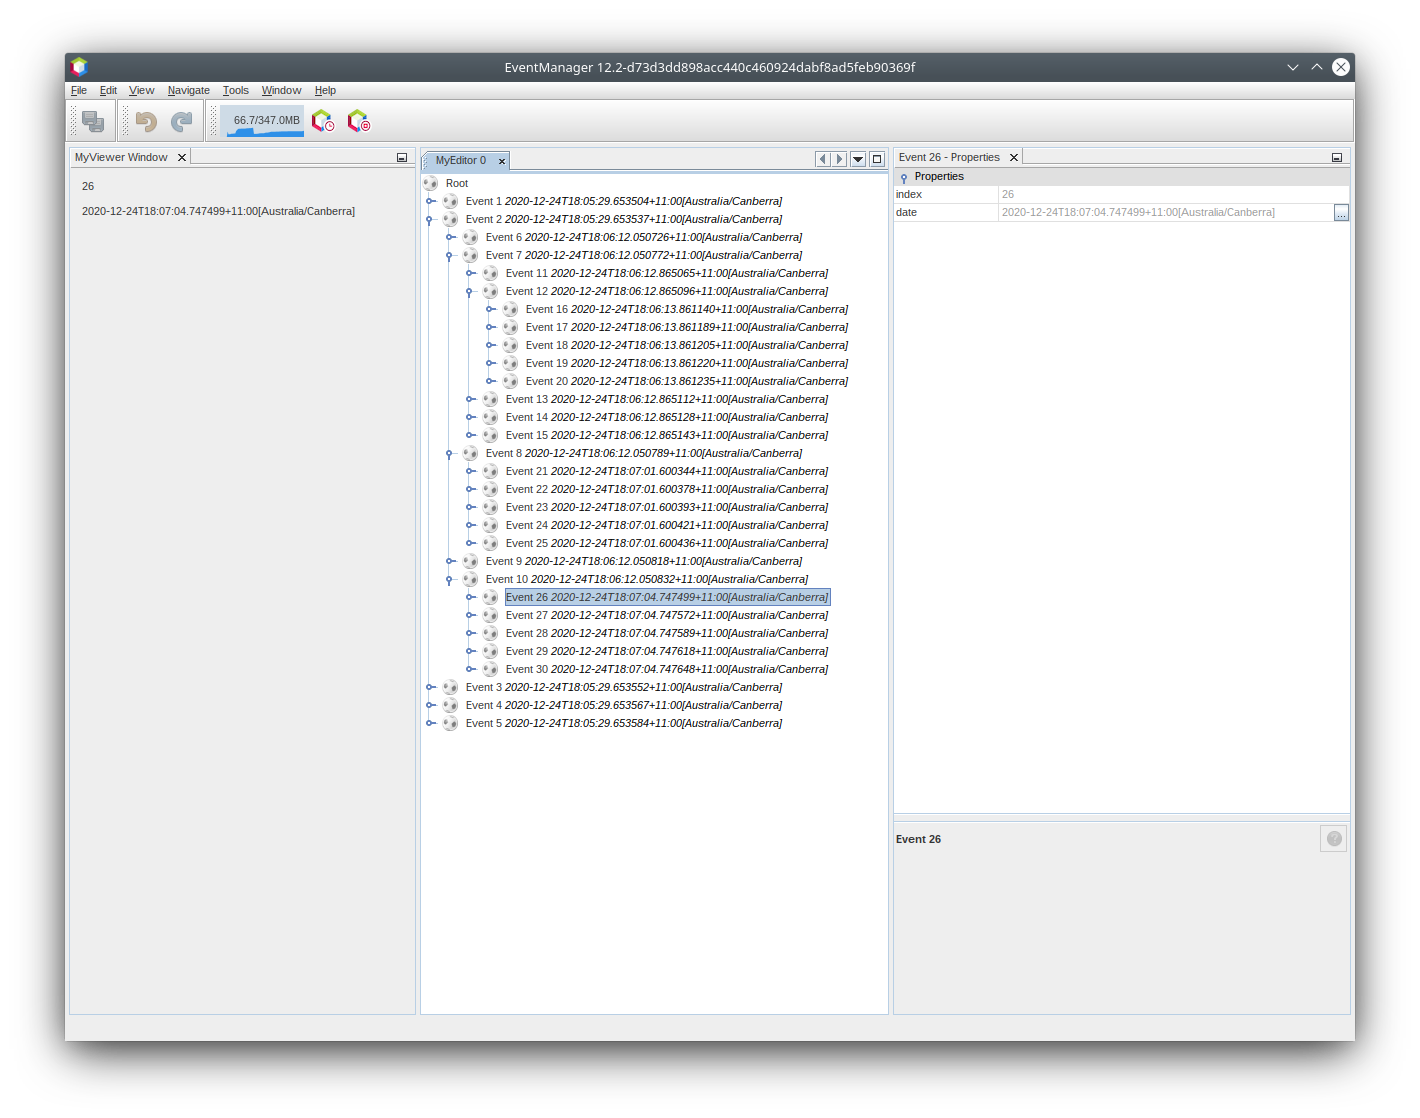 EventManager 12.2-d73d3dd898acc440c460924dabf8ad5feb90369f
File Edit View Navigate Tools Window Help
66.7/347.0MB
MyViewer Window
26
2020-12-24T18:07:04.747499+11:00[Australia/Canberra]
MyEditor 0
Root
Event 1 2020-12-24T18:05:29.653504+11:00[Australia/Canberra]
Event 2 2020-12-24T18:05:29.653537+11:00[Australia/Canberra]
Event 6 2020-12-24T18:06:12.050726+11:00[Australia/Canberra]
Event 7 2020-12-24T18:06:12.050772+11:00[Australia/Canberra]
Event 11 2020-12-24T18:06:12.865065+11:00[Australia/Canberra]
Event 12 2020-12-24T18:06:12.865096+11:00[Australia/Canberra]
Event 16 2020-12-24T18:06:13.861140+11:00[Australia/Canberra]
Event 17 2020-12-24T18:06:13.861189+11:00[Australia/Canberra]
Event 18 2020-12-24T18:06:13.861205+11:00[Australia/Canberra]
Event 19 2020-12-24T18:06:13.861220+11:00[Australia/Canberra]
Event 20 2020-12-24T18:06:13.861235+11:00[Australia/Canberra]
Event 13 2020-12-24T18:06:12.865112+11:00[Australia/Canberra]
Event 14 2020-12-24T18:06:12.865128+11:00[Australia/Canberra]
Event 15 2020-12-24T18:06:12.865143+11:00[Australia/Canberra]
Event 8 2020-12-24T18:06:12.050789+11:00[Australia/Canberra]
Event 21 2020-12-24T18:07:01.600344+11:00[Australia/Canberra]
Event 22 2020-12-24T18:07:01.600378+11:00[Australia/Canberra]
Event 23 2020-12-24T18:07:01.600393+11:00[Australia/Canberra]
Event 24 2020-12-24T18:07:01.600421+11:00[Australia/Canberra]
Event 25 2020-12-24T18:07:01.600436+11:00[Australia/Canberra]
Event 9 2020-12-24T18:06:12.050818+11:00[Australia/Canberra]
Event 10 2020-12-24T18:06:12.050832+11:00[Australia/Canberra]
Event 26 2020-12-24T18:07:04.747499+11:00[Australia/Canberra]
Event 27 2020-12-24T18:07:04.747572+11:00[Australia/Canberra]
Event 28 2020-12-24T18:07:04.747589+11:00[Australia/Canberra]
Event 29 2020-12-24T18:07:04.747618+11:00[Australia/Canberra]
Event 30 2020-12-24T18:07:04.747648+11:00[Australia/Canberra]
Event 3 2020-12-24T18:05:29.653552+11:00[Australia/Canberra]
Event 4 2020-12-24T18:05:29.653567+11:00[Australia/Canberra]
Event 5 2020-12-24T18:05:29.653584+11:00[Australia/Canberra]
Event 26 - Properties
Properties
index 26
date 2020-12-24T18:07:04.747499+11:00[Australia/Canberra] ...
Event 26
?